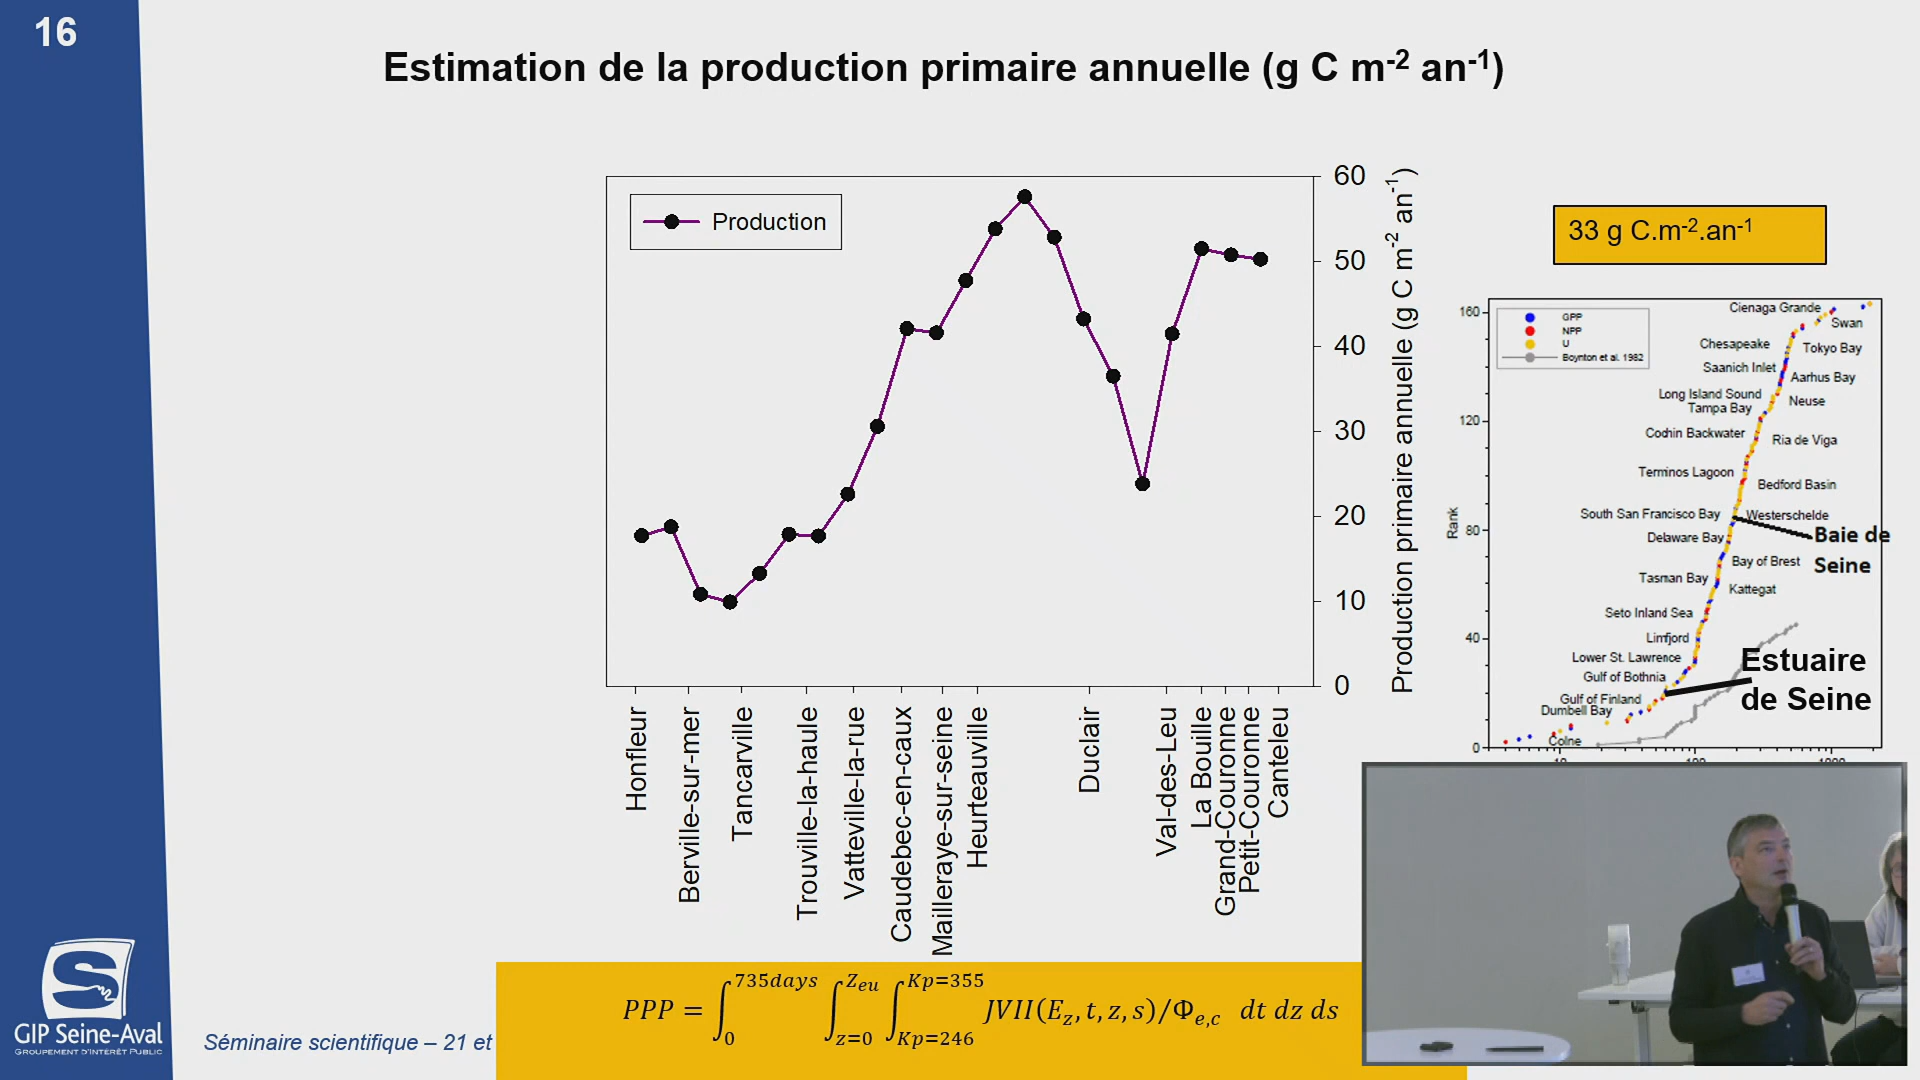 16
Estimation de la production primaire annuelle (g C m-2 an-1)
Production
60
50
40
30
20
10
0
Production primaire annuelle (g C m-2 an-1)
Honfleur
Berville-sur-mer
Tancarville
Trouville-la-haule
Vatteville-la-rue
Caudebec-en-caux
Mailleraye-sur-seine
Heurteauville
Duclair
Val-des-Leu
La Bouille
Grand-Couronne
Petit-Couronne
Canteleu
33 g C.m-2.an-1
GPP
NPP
U
Boynton et al. 1982
Rank
160
120
80
40
0
Cienaga Grande
Swan
Chesapeake
Tokyo Bay
Saanich Inlet
Aarhus Bay
Long Island Sound
Neuse
Tampa Bay
Cochin Backwater
Ria de Viga
Terminos Lagoon
Bedford Basin
South San Francisco Bay
Westerschelde
Baie de
Seine
Delaware Bay
Bay of Brest
Tasman Bay
Kattegat
Seto Inland Sea
Limfjord
Lower St. Lawrence
Estuaire
de Seine
Gulf of Bothnia
Gulf of Finland
Dumbell Bay
Colne
PPP = ∫_0^{735days} ∫_{z=0}^{Z_{eu}} ∫_{Kp=246}^{Kp=355} JVII(E_z, t, z, s)/Φ_{e,c} dt dz ds
S
GIP Seine-Aval
GROUPEMENT D'INTÉRÊT PUBLIC
Séminaire scientifique – 21 et